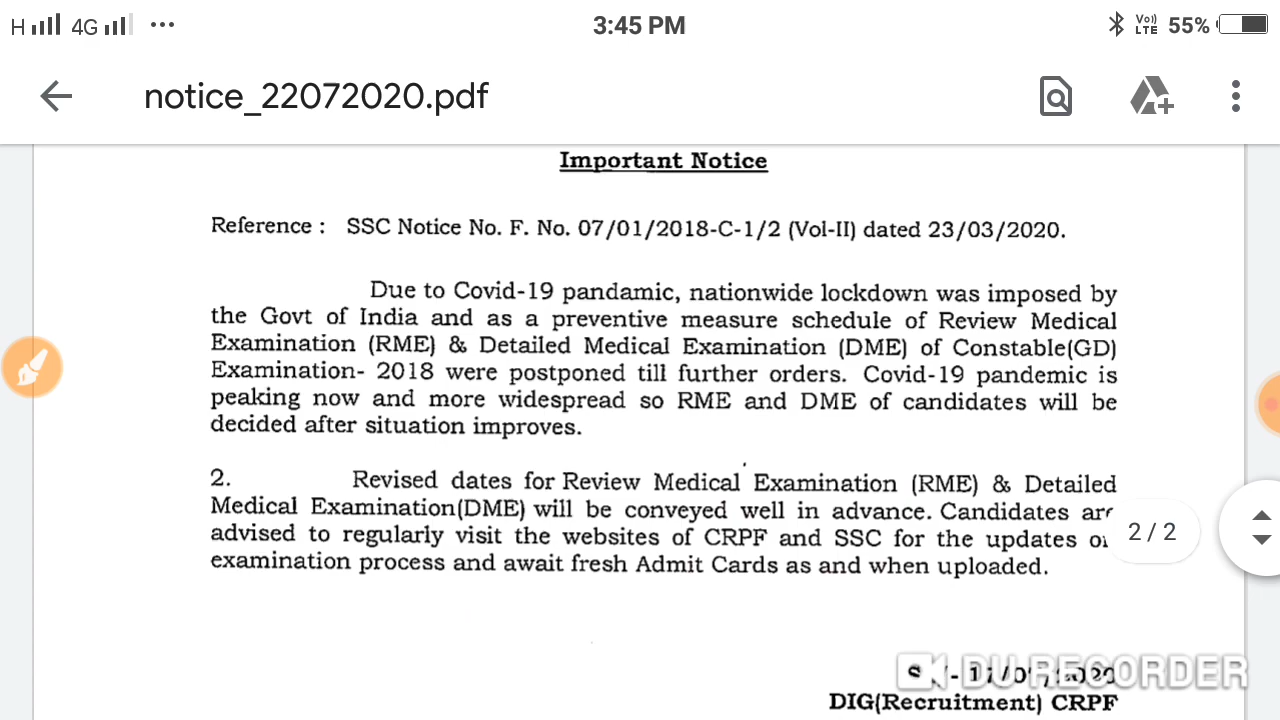 H 4G ... 3:45 PM Vo) LTE 55%
notice_22072020.pdf
Important Notice
Reference : SSC Notice No. F. No. 07/01/2018-C-1/2 (Vol-II) dated 23/03/2020.
Due to Covid-19 pandamic, nationwide lockdown was imposed by
the Govt of India and as a preventive measure schedule of Review Medical
Examination (RME) & Detailed Medical Examination (DME) of Constable(GD)
Examination- 2018 were postponed till further orders. Covid-19 pandemic is
peaking now and more widespread so RME and DME of candidates will be
decided after situation improves.
2. Revised dates for Review Medical Examination (RME) & Detailed
Medical Examination(DME) will be conveyed well in advance. Candidates are
advised to regularly visit the websites of CRPF and SSC for the updates
examination process and await fresh Admit Cards as and when uploaded.
2 / 2
DU RECORDER
DIG(Recruitment) CRPF